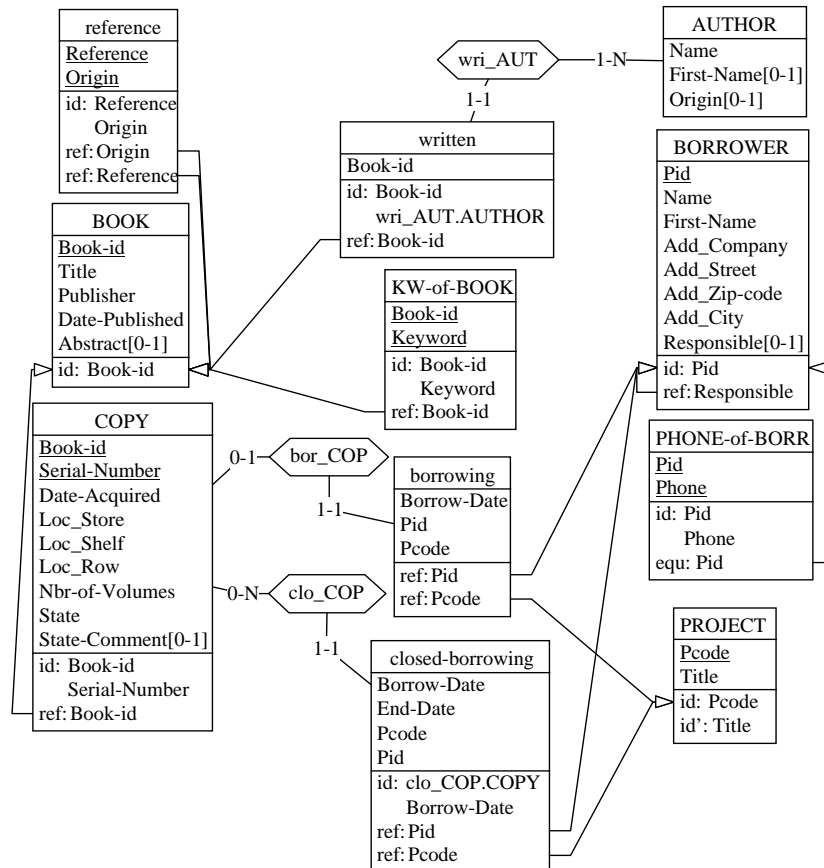 reference
Reference
Origin
id: Reference
Origin
ref: Origin
ref: Reference
wri_AUT
1-N
1-1
AUTHOR
Name
First-Name[0-1]
Origin[0-1]
written
Book-id
id: Book-id
wri_AUT.AUTHOR
ref: Book-id
BOOK
Book-id
Title
Publisher
Date-Published
Abstract[0-1]
id: Book-id
KW-of-BOOK
Book-id
Keyword
id: Book-id
Keyword
ref: Book-id
BORROWER
Pid
Name
First-Name
Add_Company
Add_Street
Add_Zip-code
Add_City
Responsible[0-1]
id: Pid
ref: Responsible
COPY
Book-id
Serial-Number
Date-Acquired
Loc_Store
Loc_Shelf
Loc_Row
Nbr-of-Volumes
State
State-Comment[0-1]
id: Book-id
Serial-Number
ref: Book-id
0-1
bor_COP
1-1
borrowing
Borrow-Date
Pid
Pcode
ref: Pid
ref: Pcode
PHONE-of-BORR
Pid
Phone
id: Pid
Phone
equ: Pid
0-N
clo_COP
1-1
closed-borrowing
Borrow-Date
End-Date
Pcode
Pid
id: clo_COP.COPY
Borrow-Date
ref: Pid
ref: Pcode
PROJECT
Pcode
Title
id: Pcode
id': Title